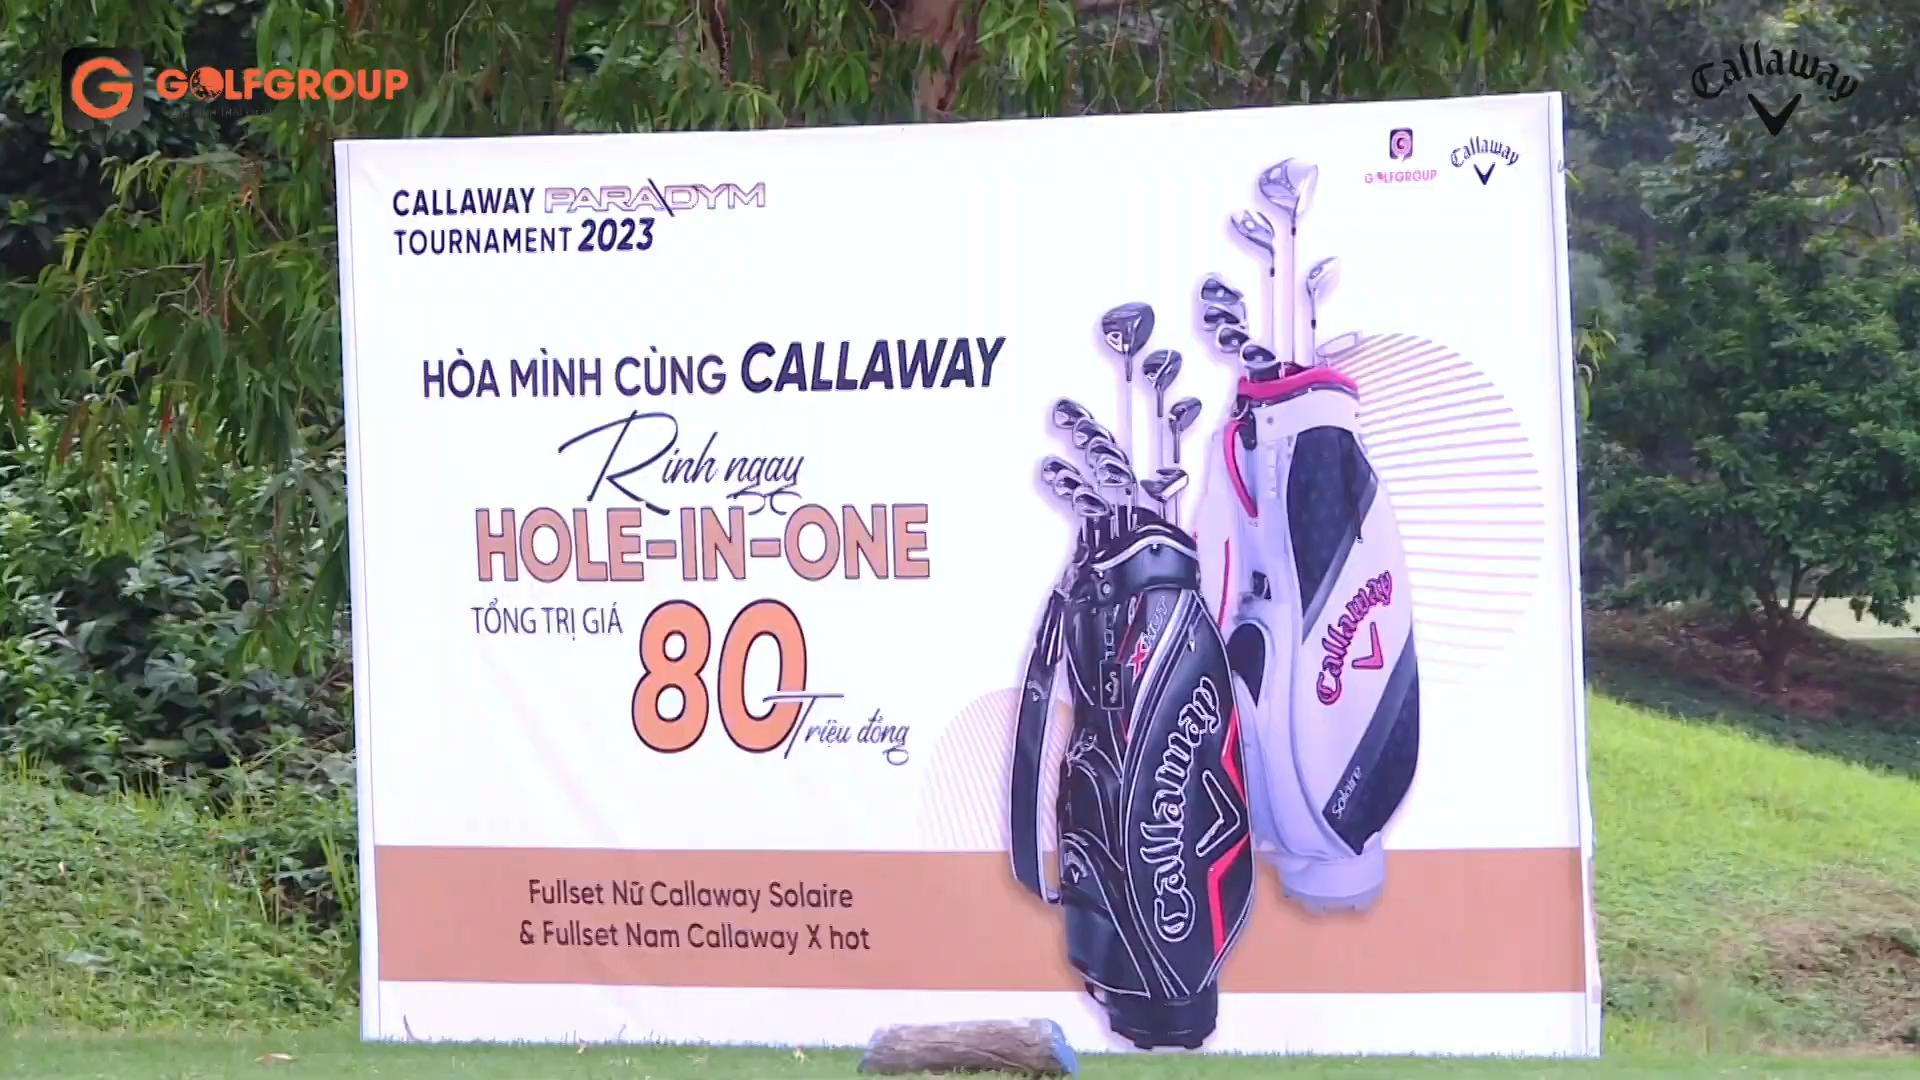 GOLFGROUP
Callaway
GOLFGROUP
Callaway
CALLAWAY PARADYM
TOURNAMENT 2023
HÒA MÌNH CÙNG CALLAWAY
Rinh ngay
HOLE-IN-ONE
TỔNG TRỊ GIÁ
80 Triệu đồng
Callaway
Solaire
X HOT
Callaway
Fullset Nữ Callaway Solaire
& Fullset Nam Callaway X hot